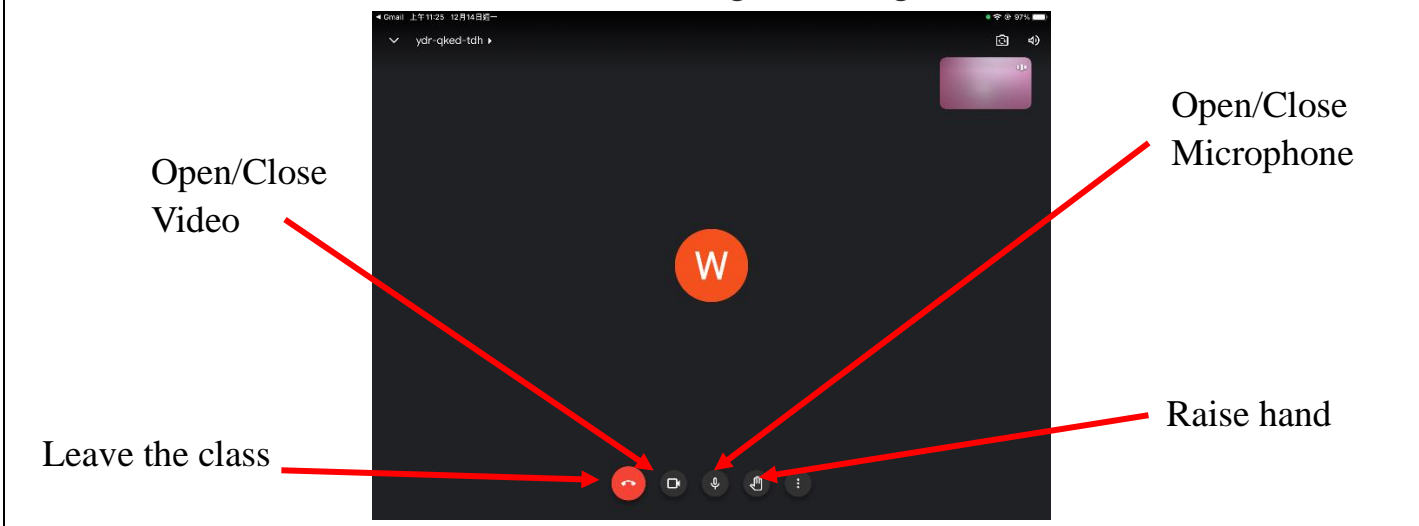 ◂ Gmail 上午11:25 12月14日週一
97%
ydr-qked-tdh ▸
Open/Close
Microphone
Open/Close
Video
W
Raise hand
Leave the class